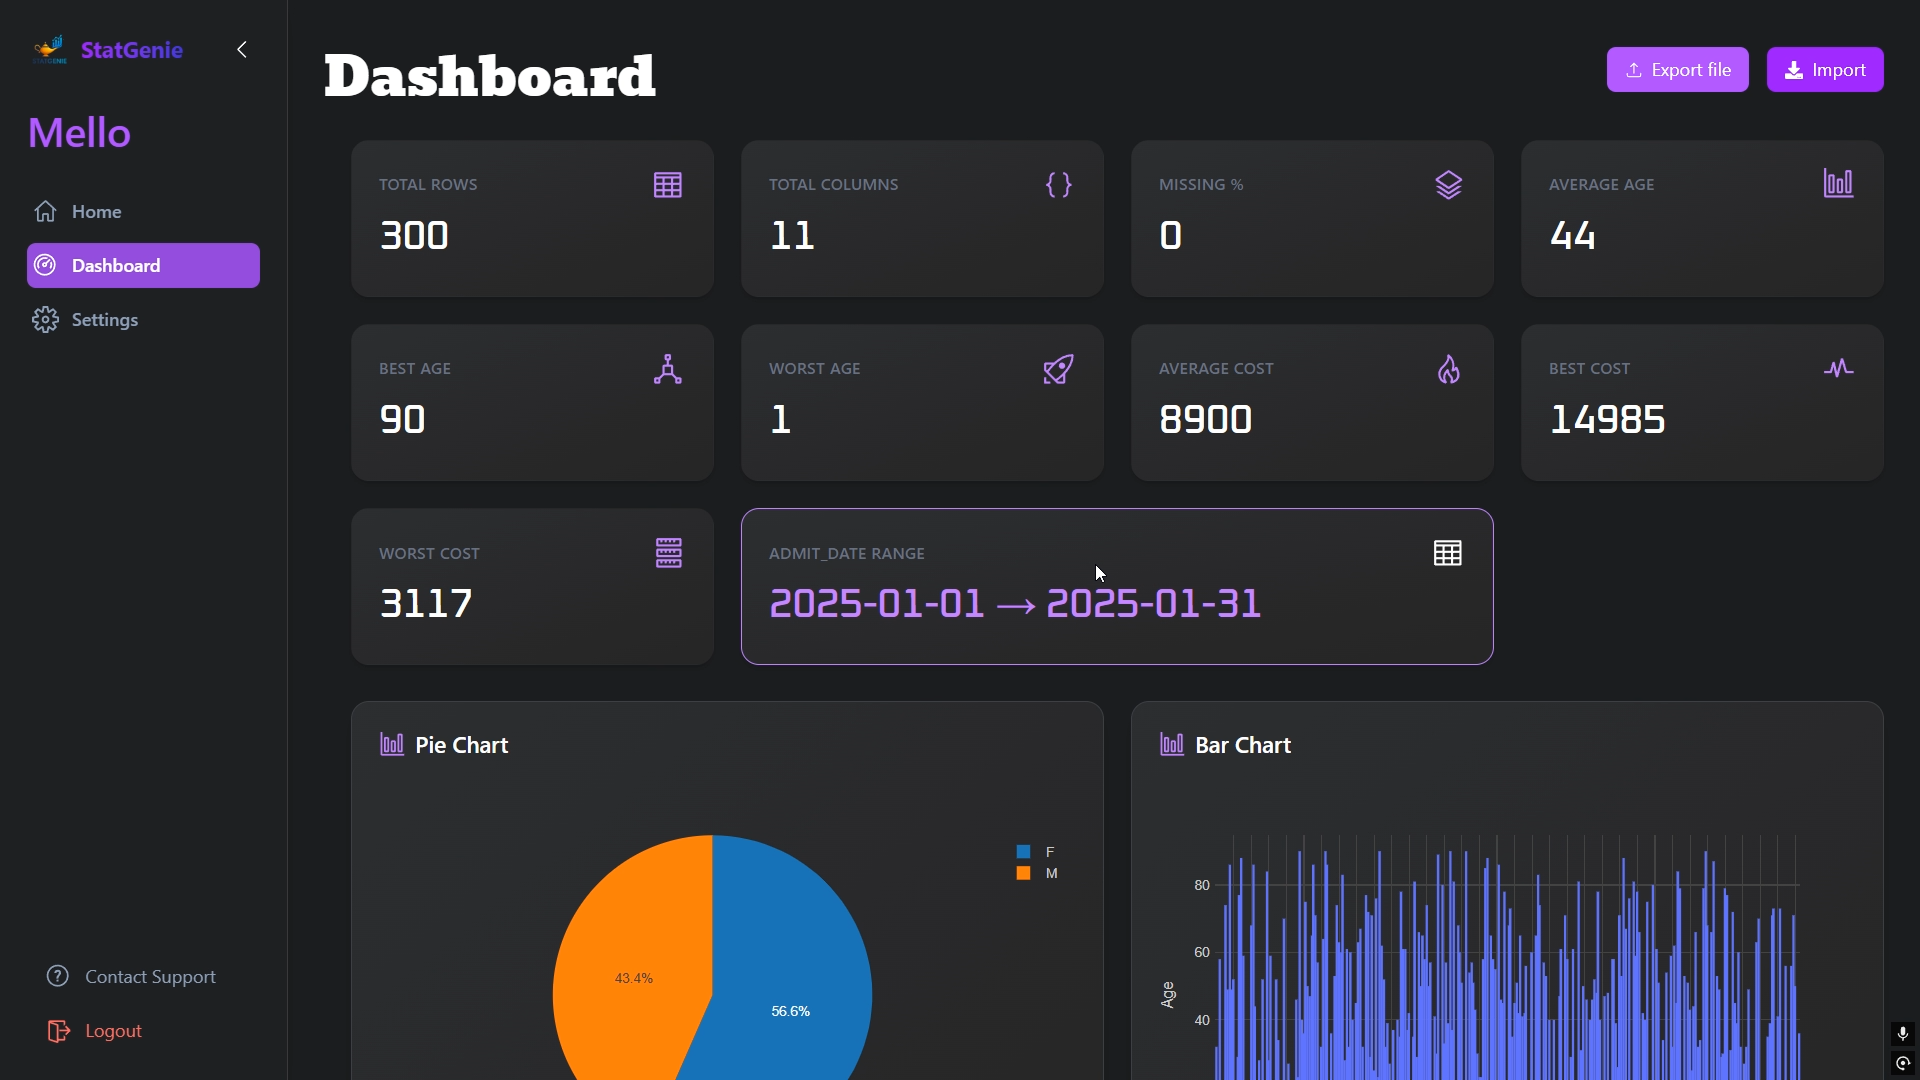 StatGenie
Dashboard
Export file
Import
Mello
Home
Dashboard
Settings
TOTAL ROWS
300
TOTAL COLUMNS
{ }
11
MISSING %
0
AVERAGE AGE
44
BEST AGE
90
WORST AGE
1
AVERAGE COST
8900
BEST COST
14985
WORST COST
3117
ADMIT_DATE RANGE
2025-01-01 → 2025-01-31
Pie Chart
F
M
43.4%
56.6%
Bar Chart
80
60
40
Age
Contact Support
Logout